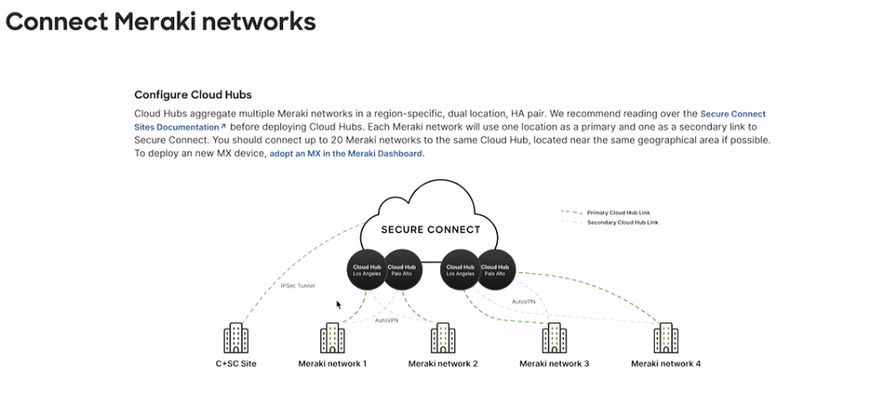 Connect Meraki networks
Configure Cloud Hubs
Cloud Hubs aggregate multiple Meraki networks in a region-specific, dual location, HA pair. We recommend reading over the Secure Connect
Sites Documentation↗ before deploying Cloud Hubs. Each Meraki network will use one location as a primary and one as a secondary link to
Secure Connect. You should connect up to 20 Meraki networks to the same Cloud Hub, located near the same geographical area if possible.
To deploy an new MX device, adopt an MX in the Meraki Dashboard.
SECURE CONNECT
Primary Cloud Hub Link
Secondary Cloud Hub Link
Cloud Hub
Los Angeles
Cloud Hub
Palo Alto
Cloud Hub
Los Angeles
Cloud Hub
Palo Alto
IPSec Tunnel
AutoVPN
AutoVPN
C+SC Site
Meraki network 1
Meraki network 2
Meraki network 3
Meraki network 4